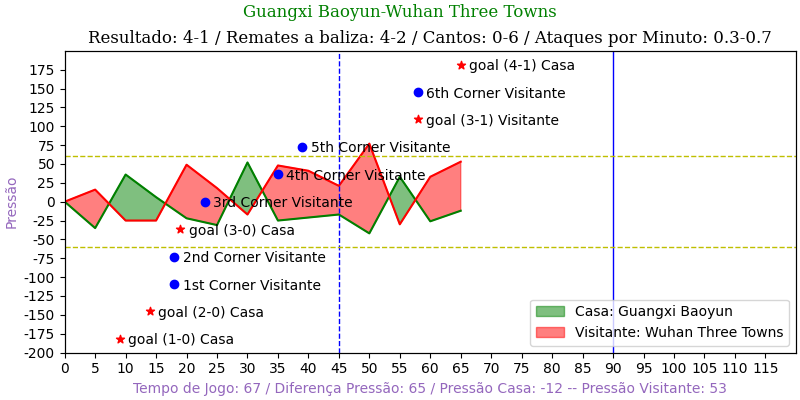 Guangxi Baoyun-Wuhan Three Towns
Resultado: 4-1 / Remates a baliza: 4-2 / Cantos: 0-6 / Ataques por Minuto: 0.3-0.7
Pressão
175
150
125
100
75
50
25
0
-25
-50
-75
-100
-125
-150
-175
-200
goal (4-1) Casa
6th Corner Visitante
goal (3-1) Visitante
5th Corner Visitante
4th Corner Visitante
3rd Corner Visitante
goal (3-0) Casa
2nd Corner Visitante
1st Corner Visitante
goal (2-0) Casa
goal (1-0) Casa
Casa: Guangxi Baoyun
Visitante: Wuhan Three Towns
0 5 10 15 20 25 30 35 40 45 50 55 60 65 70 75 80 85 90 95 100 105 110 115
Tempo de Jogo: 67 / Diferença Pressão: 65 / Pressão Casa: -12 -- Pressão Visitante: 53